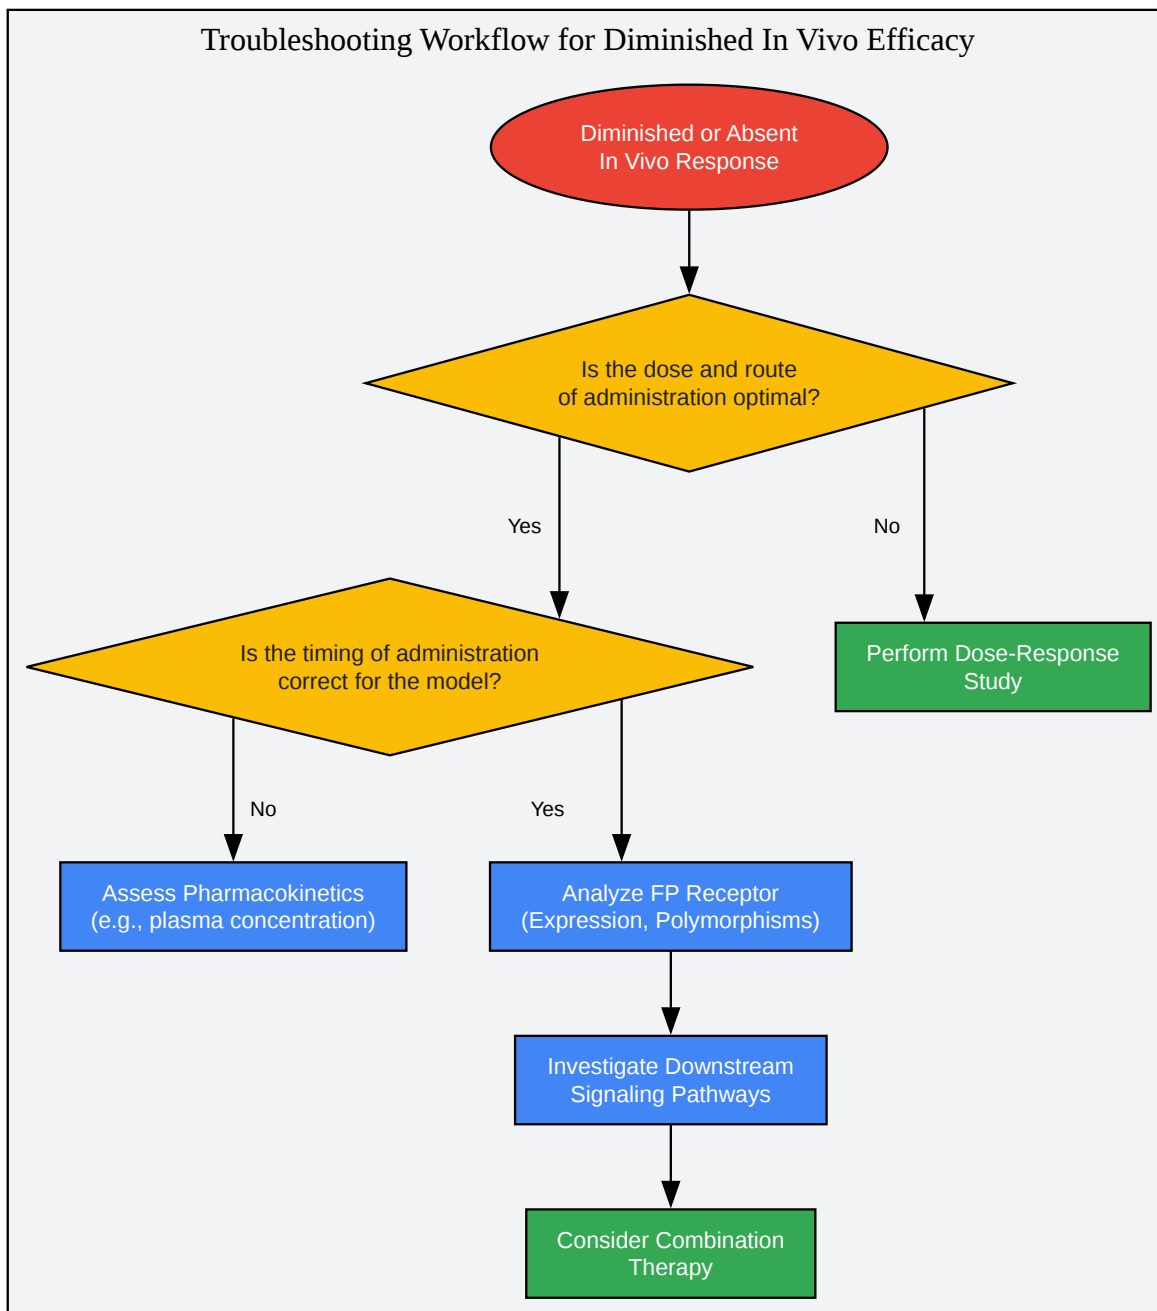 Troubleshooting Workflow for Diminished In Vivo Efficacy
Diminished or Absent
In Vivo Response
Is the dose and route
of administration optimal?
Yes
No
Is the timing of administration
correct for the model?
Perform Dose-Response
Study
No
Yes
Assess Pharmacokinetics
(e.g., plasma concentration)
Analyze FP Receptor
(Expression, Polymorphisms)
Investigate Downstream
Signaling Pathways
Consider Combination
Therapy